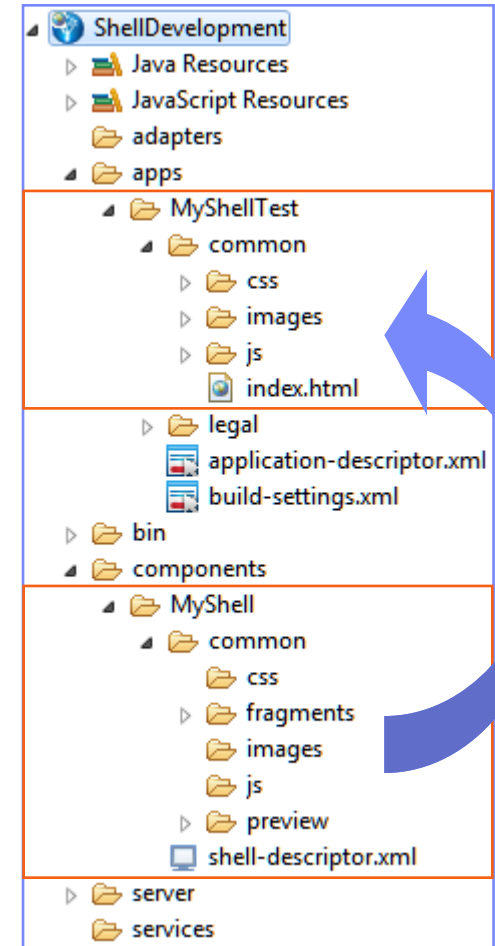 ShellDevelopment
Java Resources
JavaScript Resources
adapters
apps
MyShellTest
common
css
images
js
index.html
legal
application-descriptor.xml
build-settings.xml
bin
components
MyShell
common
css
fragments
images
js
preview
shell-descriptor.xml
server
services